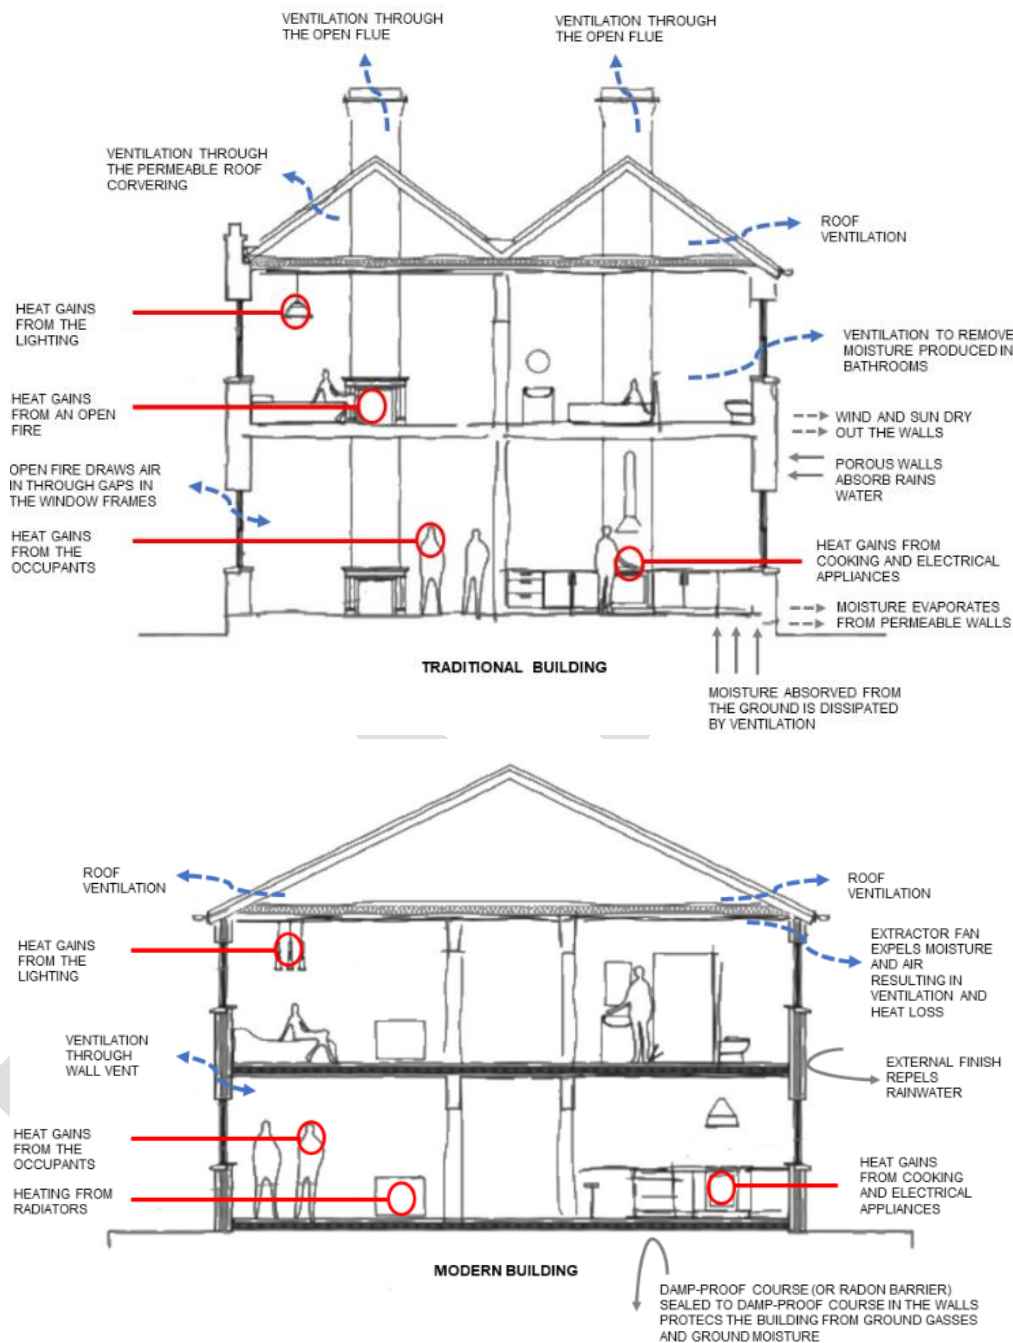 VENTILATION THROUGH
THE OPEN FLUE
VENTILATION THROUGH
THE OPEN FLUE
VENTILATION THROUGH
THE PERMEABLE ROOF
CORVERING
ROOF
VENTILATION
HEAT GAINS
FROM THE
LIGHTING
VENTILATION TO REMOVE
MOISTURE PRODUCED IN
BATHROOMS
HEAT GAINS
FROM AN OPEN
FIRE
WIND AND SUN DRY
OUT THE WALLS
OPEN FIRE DRAWS AIR
IN THROUGH GAPS IN
THE WINDOW FRAMES
POROUS WALLS
ABSORB RAINS
WATER
HEAT GAINS
FROM THE
OCCUPANTS
HEAT GAINS FROM
COOKING AND ELECTRICAL
APPLIANCES
MOISTURE EVAPORATES
FROM PERMEABLE WALLS
TRADITIONAL BUILDING
MOISTURE ABSORVED FROM
THE GROUND IS DISSIPATED
BY VENTILATION
ROOF
VENTILATION
ROOF
VENTILATION
HEAT GAINS
FROM THE
LIGHTING
EXTRACTOR FAN
EXPELS MOISTURE
AND AIR
RESULTING IN
VENTILATION AND
HEAT LOSS
VENTILATION
THROUGH
WALL VENT
EXTERNAL FINISH
REPELS
RAINWATER
HEAT GAINS
FROM THE
OCCUPANTS
HEAT GAINS
FROM COOKING
AND ELECTRICAL
APPLIANCES
HEATING FROM
RADIATORS
MODERN BUILDING
DAMP-PROOF COURSE (OR RADON BARRIER)
SEALED TO DAMP-PROOF COURSE IN THE WALLS
PROTECS THE BUILDING FROM GROUND GASSES
AND GROUND MOISTURE